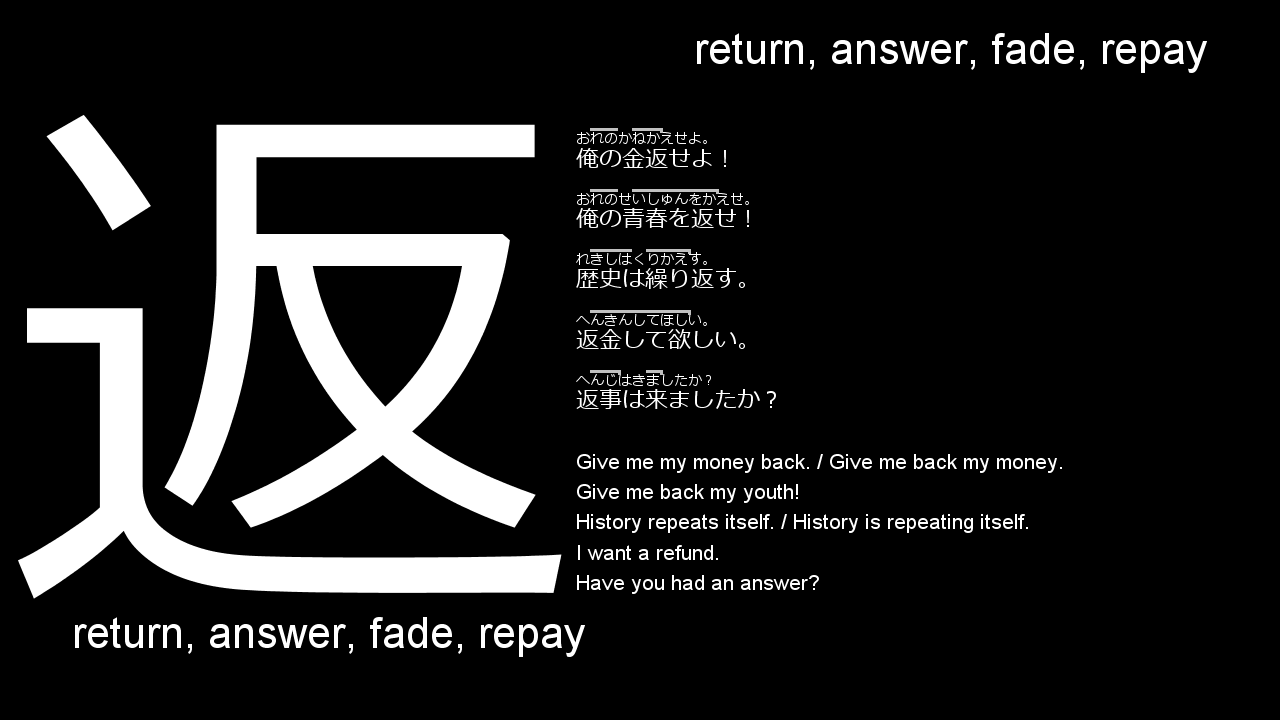 return, answer, fade, repay
返
おれのかねかえせよ。
俺の金返せよ！
おれのせいしゅんをかえせ。
俺の青春を返せ！
れきしはくりかえす。
歴史は繰り返す。
へんきんしてほしい。
返金して欲しい。
へんじはきましたか？
返事は来ましたか？
Give me my money back. / Give me back my money.
Give me back my youth!
History repeats itself. / History is repeating itself.
I want a refund.
Have you had an answer?
return, answer, fade, repay